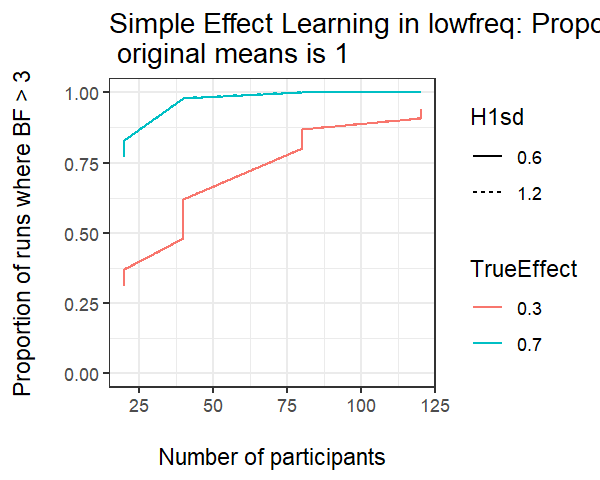 Simple Effect Learning in lowfreq: Propo
original means is 1
Proportion of runs where BF > 3
1.00
0.75
0.50
0.25
0.00
25 50 75 100 125
Number of participants
H1sd
0.6
1.2
TrueEffect
0.3
0.7